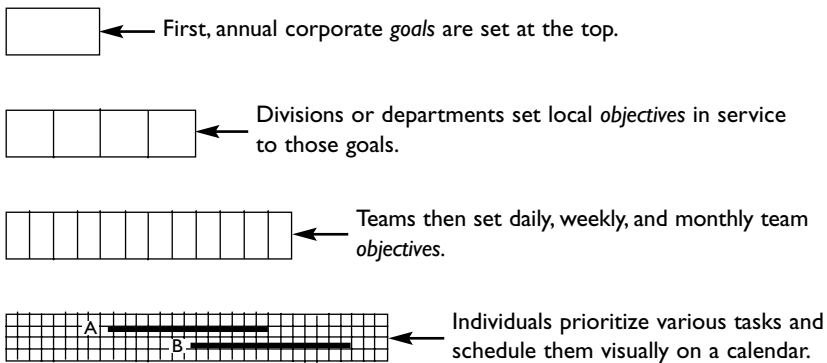 First, annual corporate goals are set at the top.
Divisions or departments set local objectives in service
to those goals.
Teams then set daily, weekly, and monthly team
objectives.
A
B
Individuals prioritize various tasks and
schedule them visually on a calendar.